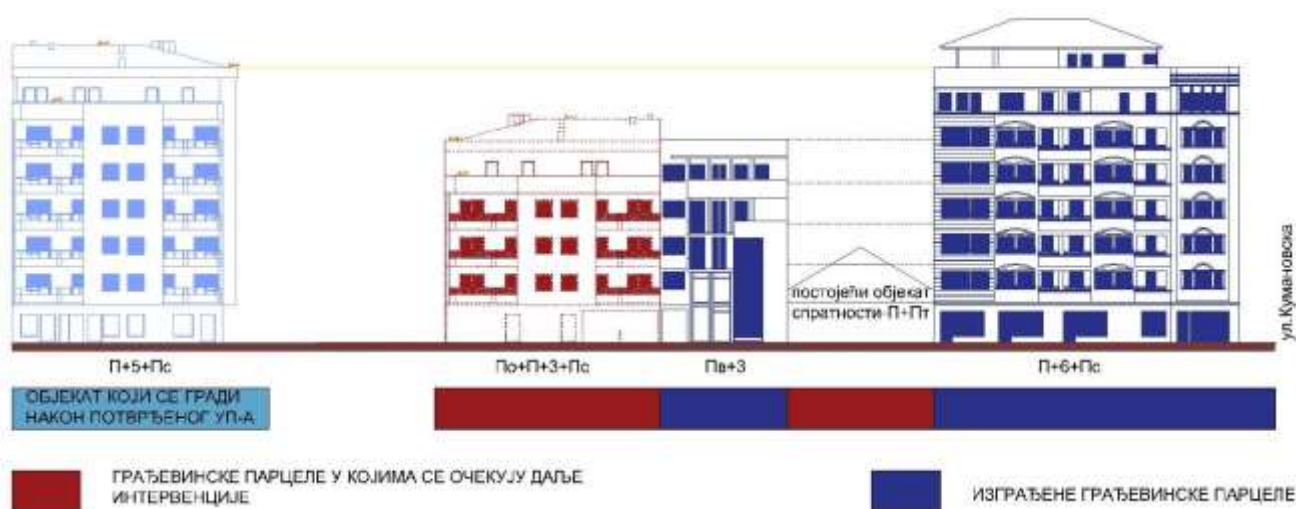 постојећи објекат
спратности-П+Пт
ул.Кумановска
П+5+Пс
По+П+3+Пс
Пв+3
П+6+Пс
ОБЈЕКАТ КОЈИ СЕ ГРАДИ
НАКОН ПОТВРЂЕНОГ УП-А
ГРАЂЕВИНСКЕ ПАРЦЕЛЕ У КОЈИМА СЕ ОЧЕКУЈУ ДАЉЕ
ИНТЕРВЕНЦИЈЕ
ИЗГРАЂЕНЕ ГРАЂЕВИНСКЕ ПАРЦЕЛЕ